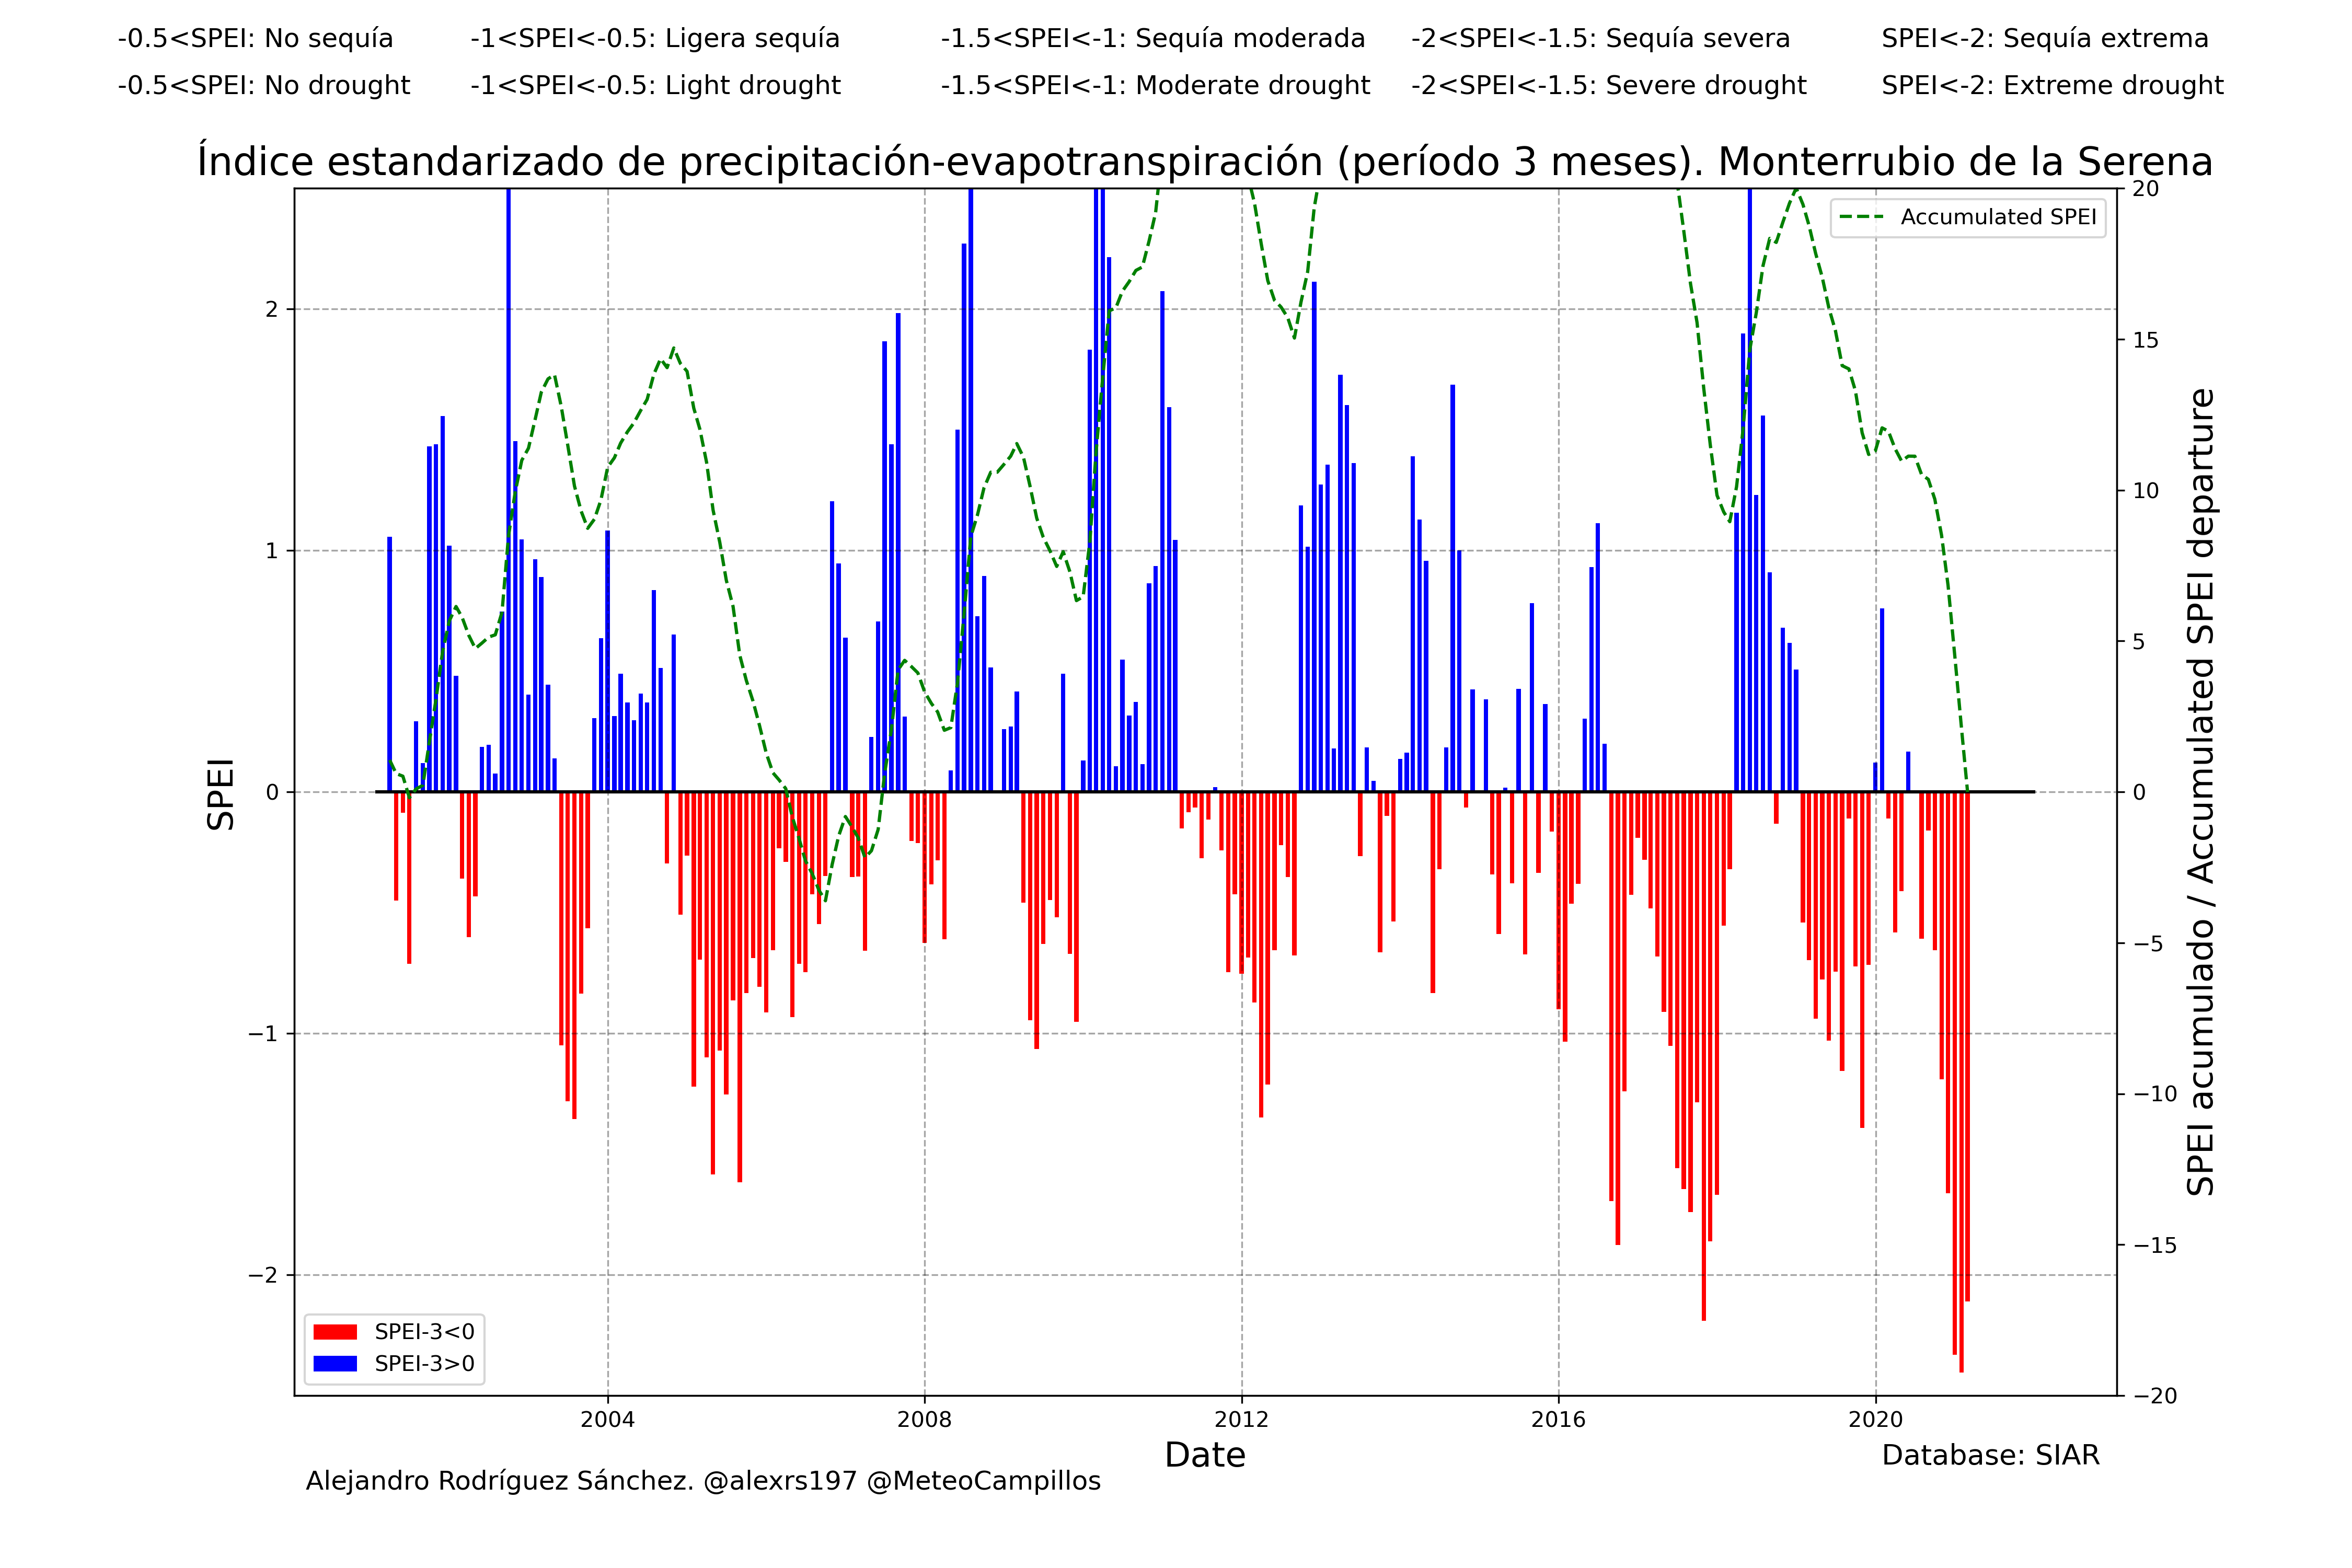 -0.5<SPEI: No sequía -1<SPEI<-0.5: Ligera sequía -1.5<SPEI<-1: Sequía moderada -2<SPEI<-1.5: Sequía severa SPEI<-2: Sequía extrema
-0.5<SPEI: No drought -1<SPEI<-0.5: Light drought -1.5<SPEI<-1: Moderate drought -2<SPEI<-1.5: Severe drought SPEI<-2: Extreme drought
Índice estandarizado de precipitación-evapotranspiración (período 3 meses). Monterrubio de la Serena
SPEI
2
1
0
−1
−2
Accumulated SPEI
20
15
10
5
0
−5
−10
−15
−20
SPEI acumulado / Accumulated SPEI departure
SPEI-3<0
SPEI-3>0
2004 2008 2012 2016 2020
Date
Database: SIAR
Alejandro Rodríguez Sánchez. @alexrs197 @MeteoCampillos